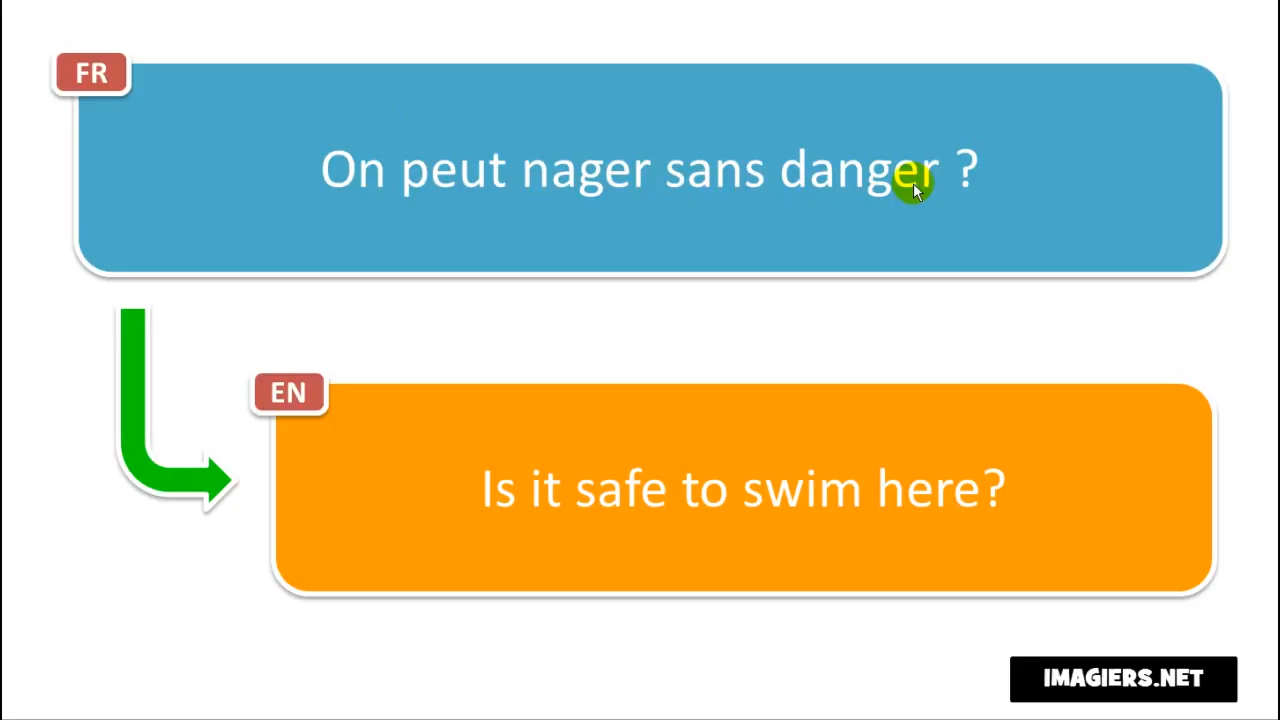 FR
On peut nager sans danger ?
EN
Is it safe to swim here?
IMAGIERS.NET